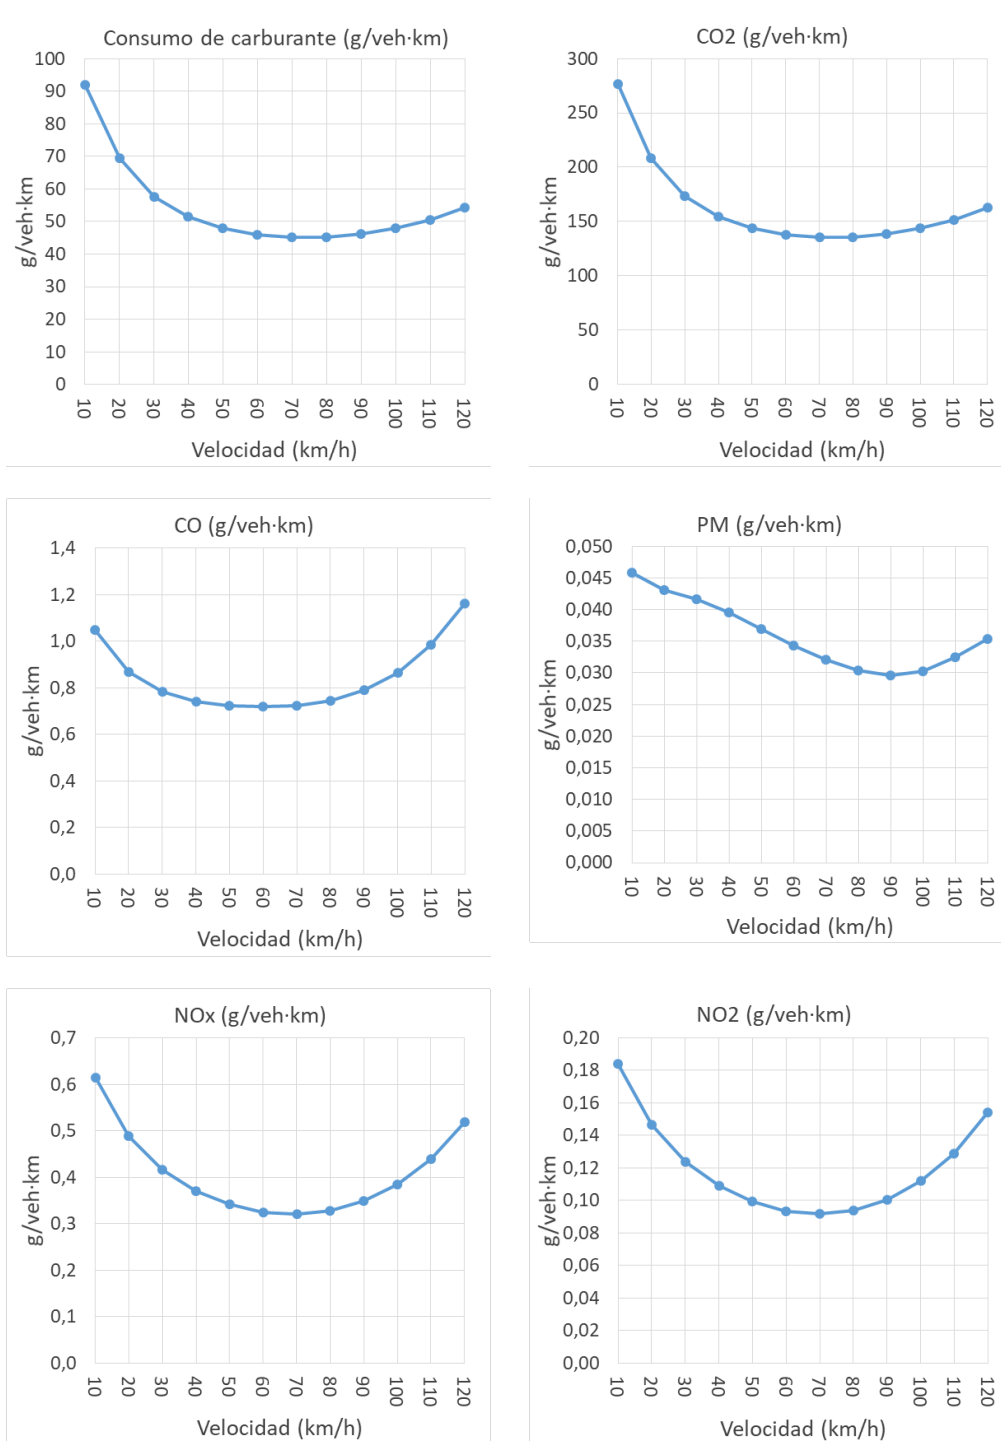 Consumo de carburante (g/veh·km)
100
90
80
70
60
50
40
30
20
10
0
g/veh·km
10 20 30 40 50 60 70 80 90 100 110 120
Velocidad (km/h)
CO2 (g/veh·km)
300
250
200
150
100
50
0
g/veh·km
10 20 30 40 50 60 70 80 90 100 110 120
Velocidad (km/h)
CO (g/veh·km)
1,4
1,2
1,0
0,8
0,6
0,4
0,2
0,0
g/veh·km
10 20 30 40 50 60 70 80 90 100 110 120
Velocidad (km/h)
PM (g/veh·km)
0,050
0,045
0,040
0,035
0,030
0,025
0,020
0,015
0,010
0,005
0,000
g/veh·km
10 20 30 40 50 60 70 80 90 100 110 120
Velocidad (km/h)
NOx (g/veh·km)
0,7
0,6
0,5
0,4
0,3
0,2
0,1
0,0
g/veh·km
10 20 30 40 50 60 70 80 90 100 110 120
Velocidad (km/h)
NO2 (g/veh·km)
0,20
0,18
0,16
0,14
0,12
0,10
0,08
0,06
0,04
0,02
0,00
g/veh·km
10 20 30 40 50 60 70 80 90 100 110 120
Velocidad (km/h)